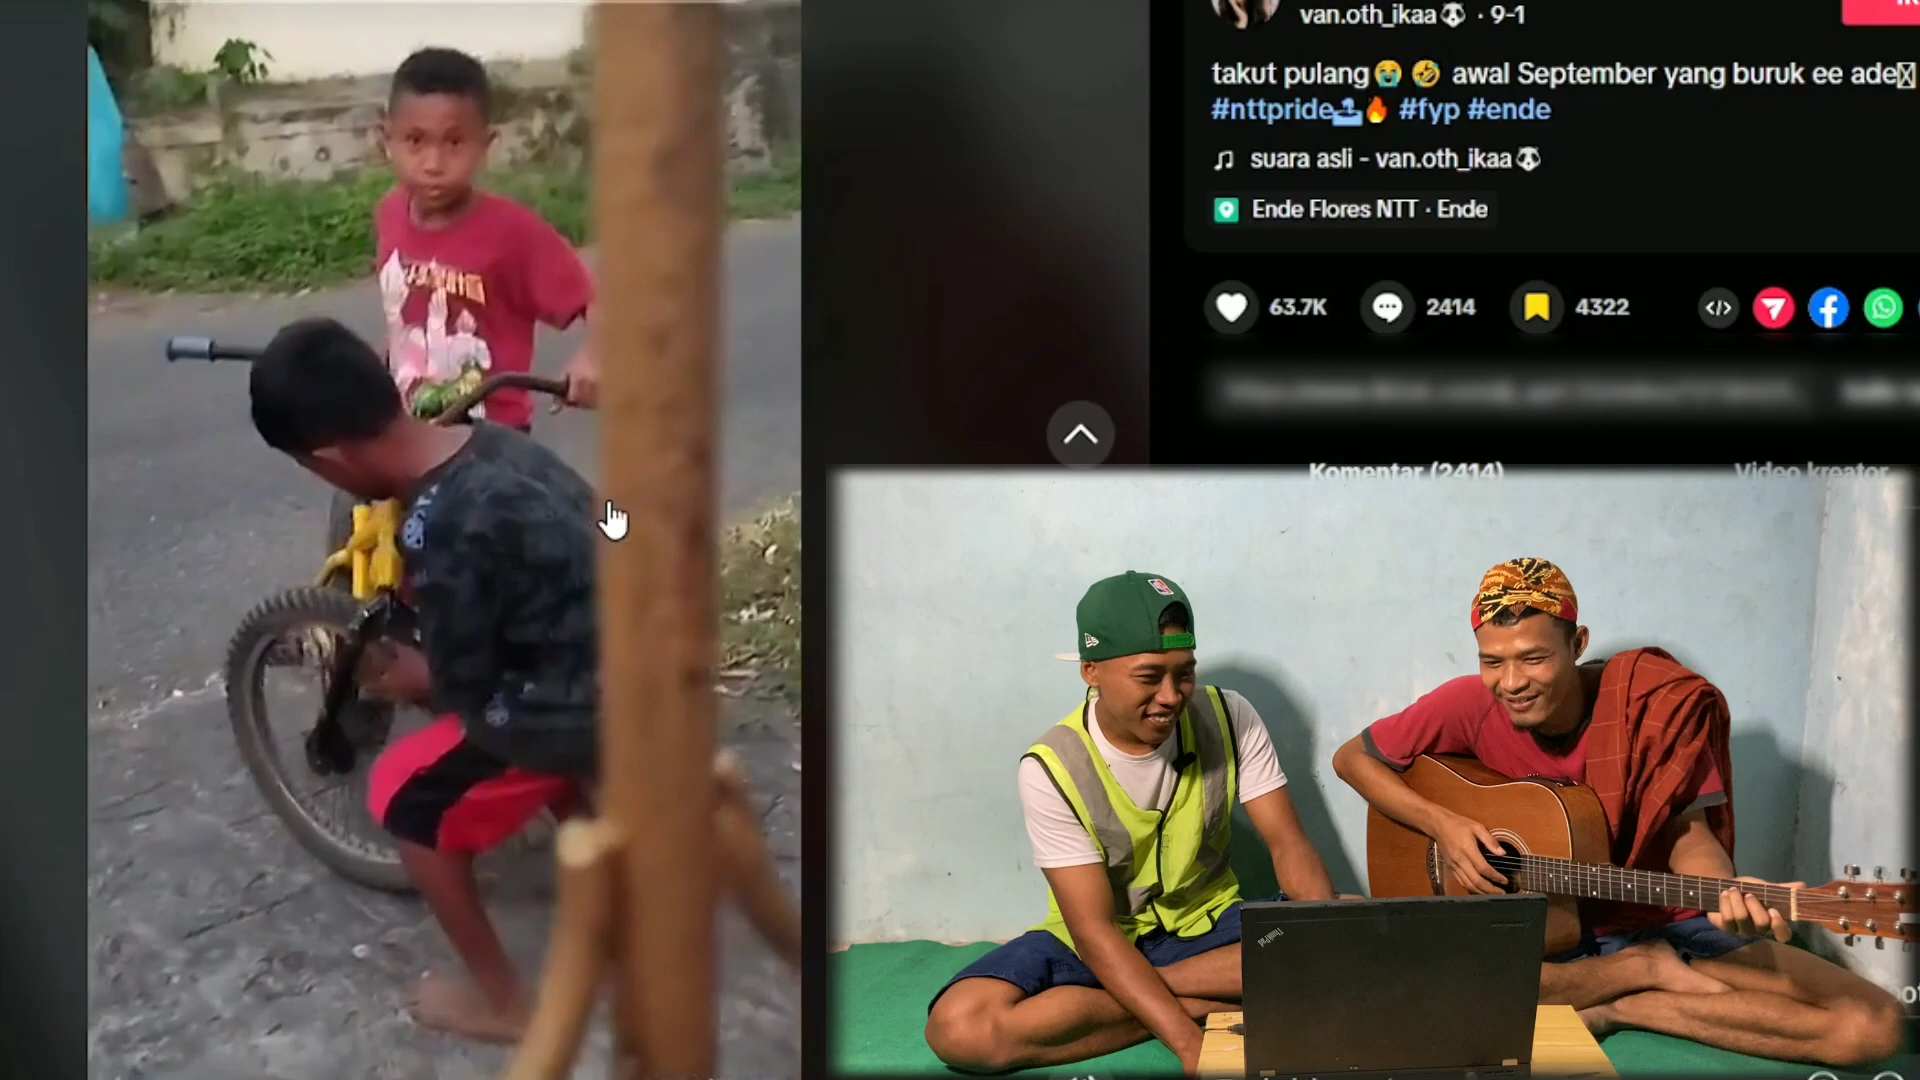 van.oth_ikaa🐼 · 9-1
takut pulang😭 🤣 awal September yang buruk ee ade
#nttpride🗻🔥 #fyp #ende
suara asli - van.oth_ikaa🐼
Ende Flores NTT · Ende
63.7K 2414 4322
Komentar (2414) Video kreator
ThinkPad